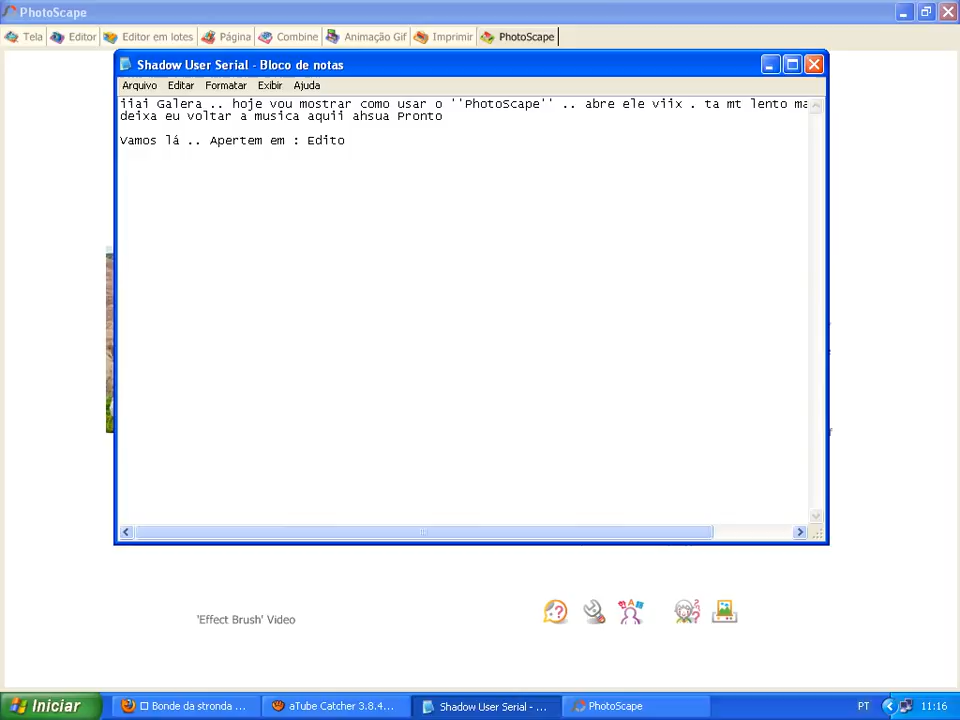 PhotoScape
Tela Editor Editor em lotes Página Combine Animação Gif Imprimir PhotoScape
Shadow User Serial - Bloco de notas
Arquivo Editar Formatar Exibir Ajuda
iiai Galera .. hoje vou mostrar como usar o ''PhotoScape'' .. abre ele viix . ta mt lento ma
deixa eu voltar a musica aquii ahsua Pronto
Vamos lá .. Apertem em : Edito
'Effect Brush' Video
Iniciar Bonde da stronda ... aTube Catcher 3.8.4... Shadow User Serial - ... PhotoScape PT 11:16